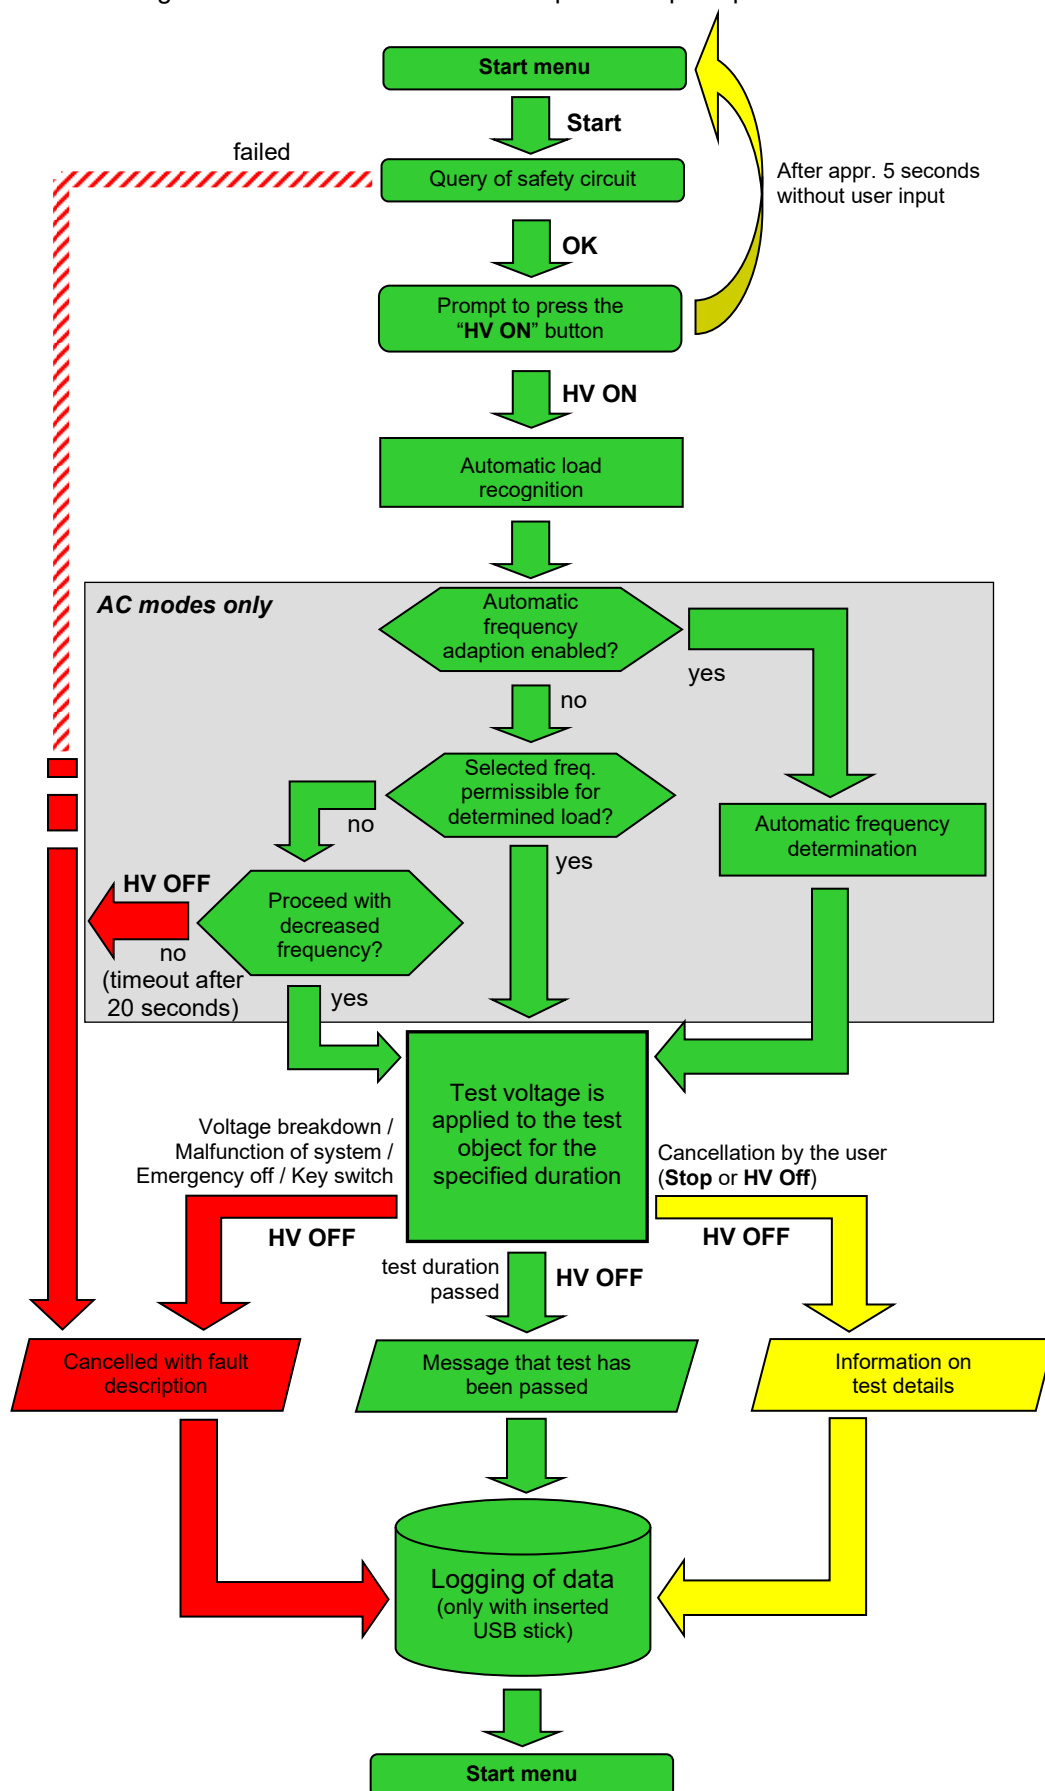 Start menu
Start
failed
Query of safety circuit
After appr. 5 seconds
without user input
OK
Prompt to press the
“HV ON” button
HV ON
Automatic load
recognition
AC modes only
Automatic
frequency
adaption enabled?
yes
no
Selected freq.
permissible for
determined load?
no
yes
Automatic frequency
determination
HV OFF
Proceed with
decreased
frequency?
no
(timeout after
20 seconds)
yes
Test voltage is
applied to the test
object for the
specified duration
Voltage breakdown /
Malfunction of system /
Emergency off / Key switch
HV OFF
Cancellation by the user
(Stop or HV Off)
HV OFF
test duration
passed
HV OFF
Cancelled with fault
description
Message that test has
been passed
Information on
test details
Logging of data
(only with inserted
USB stick)
Start menu